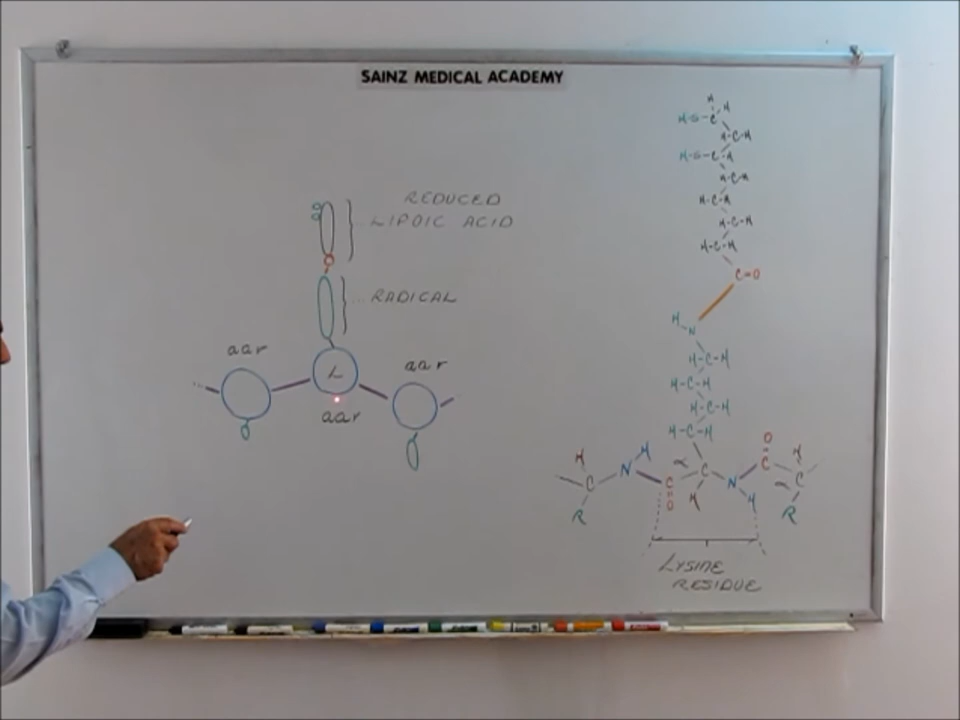 SAINZ MEDICAL ACADEMY
REDUCED
LIPOIC ACID
RADICAL
aar
L
aar
aar
H
H-S-C H
H-C-H
H-S-C-H
H-C-H
H-C-H
H-C-H
H-C-H
C=O
H
N
H-C-H
H-C-H
H-C-H
H-C-H
H C N H C O C H N H C O C H
R
R
LYSINE
RESIDUE